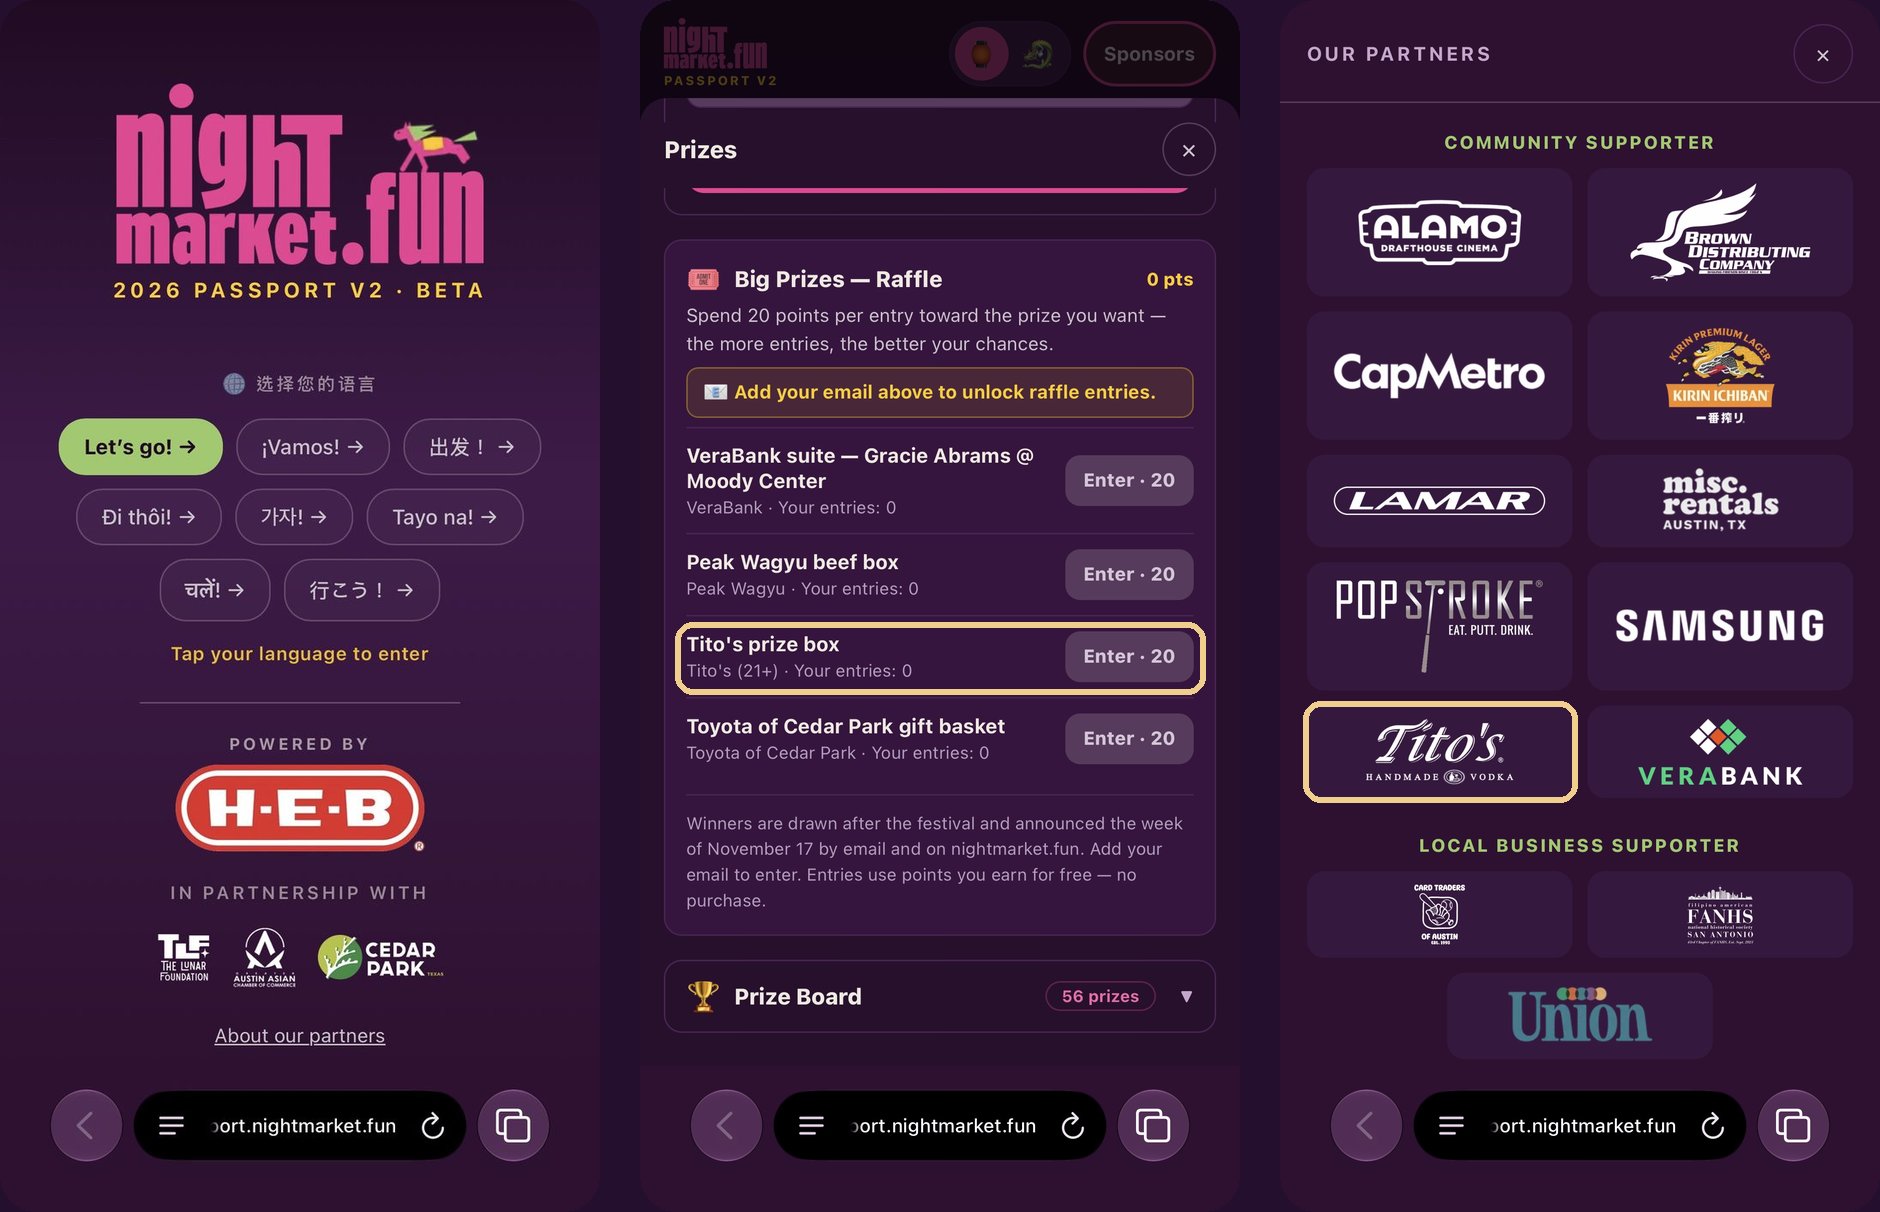 night
market.fun
2026 PASSPORT V2 · BETA
选择您的语言
Let's go! →
¡Vamos! →
出发！ →
Đi thôi! →
가자! →
Tayo na! →
चलें! →
行こう！ →
Tap your language to enter
POWERED BY
H-E-B
IN PARTNERSHIP WITH
TLF
THE LUNAR
FOUNDATION
AUSTIN ASIAN
CHAMBER OF COMMERCE
CEDAR
PARK TEXAS
About our partners
ort.nightmarket.fun
night
market.fun
PASSPORT V2
Sponsors
Prizes
ADMIT
ONE
Big Prizes — Raffle
0 pts
Spend 20 points per entry toward the prize you want —
the more entries, the better your chances.
Add your email above to unlock raffle entries.
VeraBank suite — Gracie Abrams @
Moody Center
VeraBank · Your entries: 0
Enter · 20
Peak Wagyu beef box
Peak Wagyu · Your entries: 0
Enter · 20
Tito's prize box
Tito's (21+) · Your entries: 0
Enter · 20
Toyota of Cedar Park gift basket
Toyota of Cedar Park · Your entries: 0
Enter · 20
Winners are drawn after the festival and announced the week
of November 17 by email and on nightmarket.fun. Add your
email to enter. Entries use points you earn for free — no
purchase.
Prize Board
56 prizes
ort.nightmarket.fun
OUR PARTNERS
COMMUNITY SUPPORTER
ALAMO
DRAFTHOUSE CINEMA
BROWN
DISTRIBUTING
COMPANY
CapMetro
KIRIN PREMIUM LAGER
KIRIN ICHIBAN
一番搾り
LAMAR
misc.
rentals
AUSTIN, TX
POPSTROKE®
EAT. PUTT. DRINK.
SAMSUNG
Tito's
HANDMADE VODKA
VERABANK
LOCAL BUSINESS SUPPORTER
CARD TRADERS
OF AUSTIN
filipino american
FANHS
national historical society
SAN ANTONIO
Union
ort.nightmarket.fun